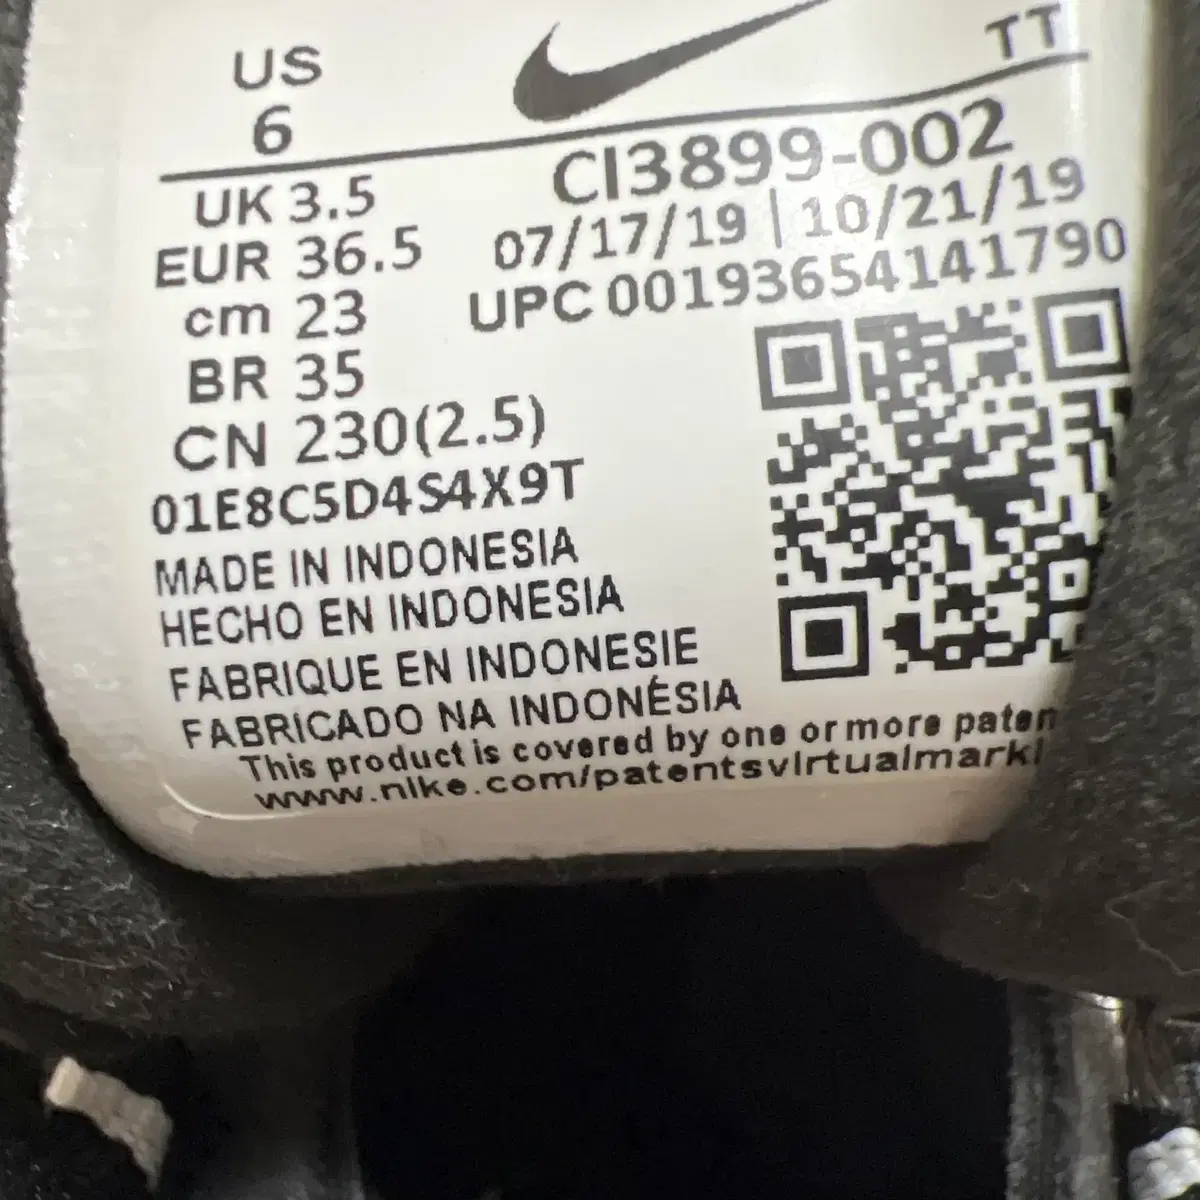 US
6
TT
CI3899-002
07/17/19 | 10/21/19
UPC 00193654141790
UK 3.5
EUR 36.5
cm 23
BR 35
CN 230(2.5)
01E8C5D4S4X9T
MADE IN INDONESIA
HECHO EN INDONESIA
FABRIQUE EN INDONESIE
FABRICADO NA INDONÉSIA
This product is covered by one or more paten
www.nike.com/patentsvirtualmarki